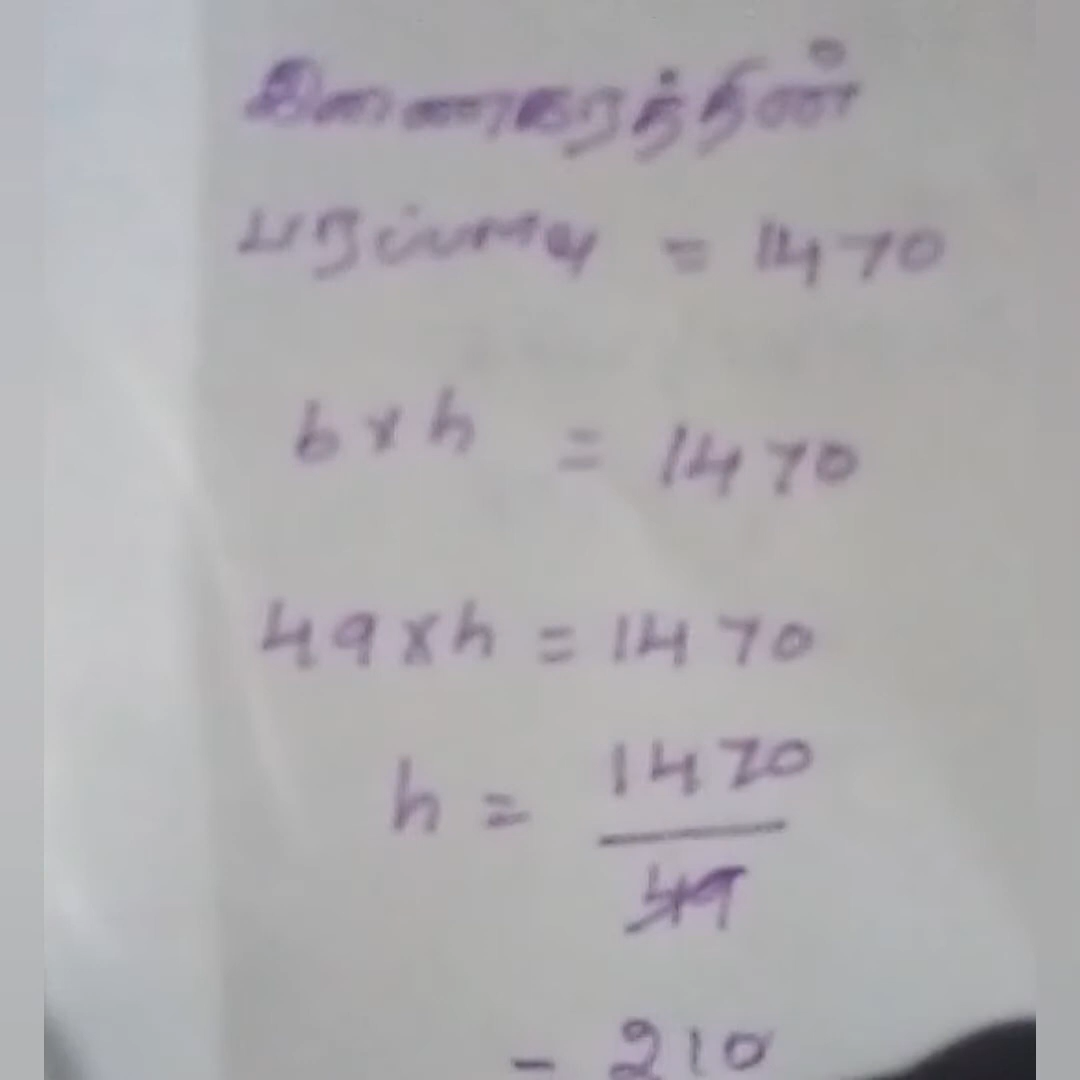 இணைகரத்தின்
பரப்பளவு = 1470
b x h = 1470
49 x h = 1470
h = 1470
49
= 210